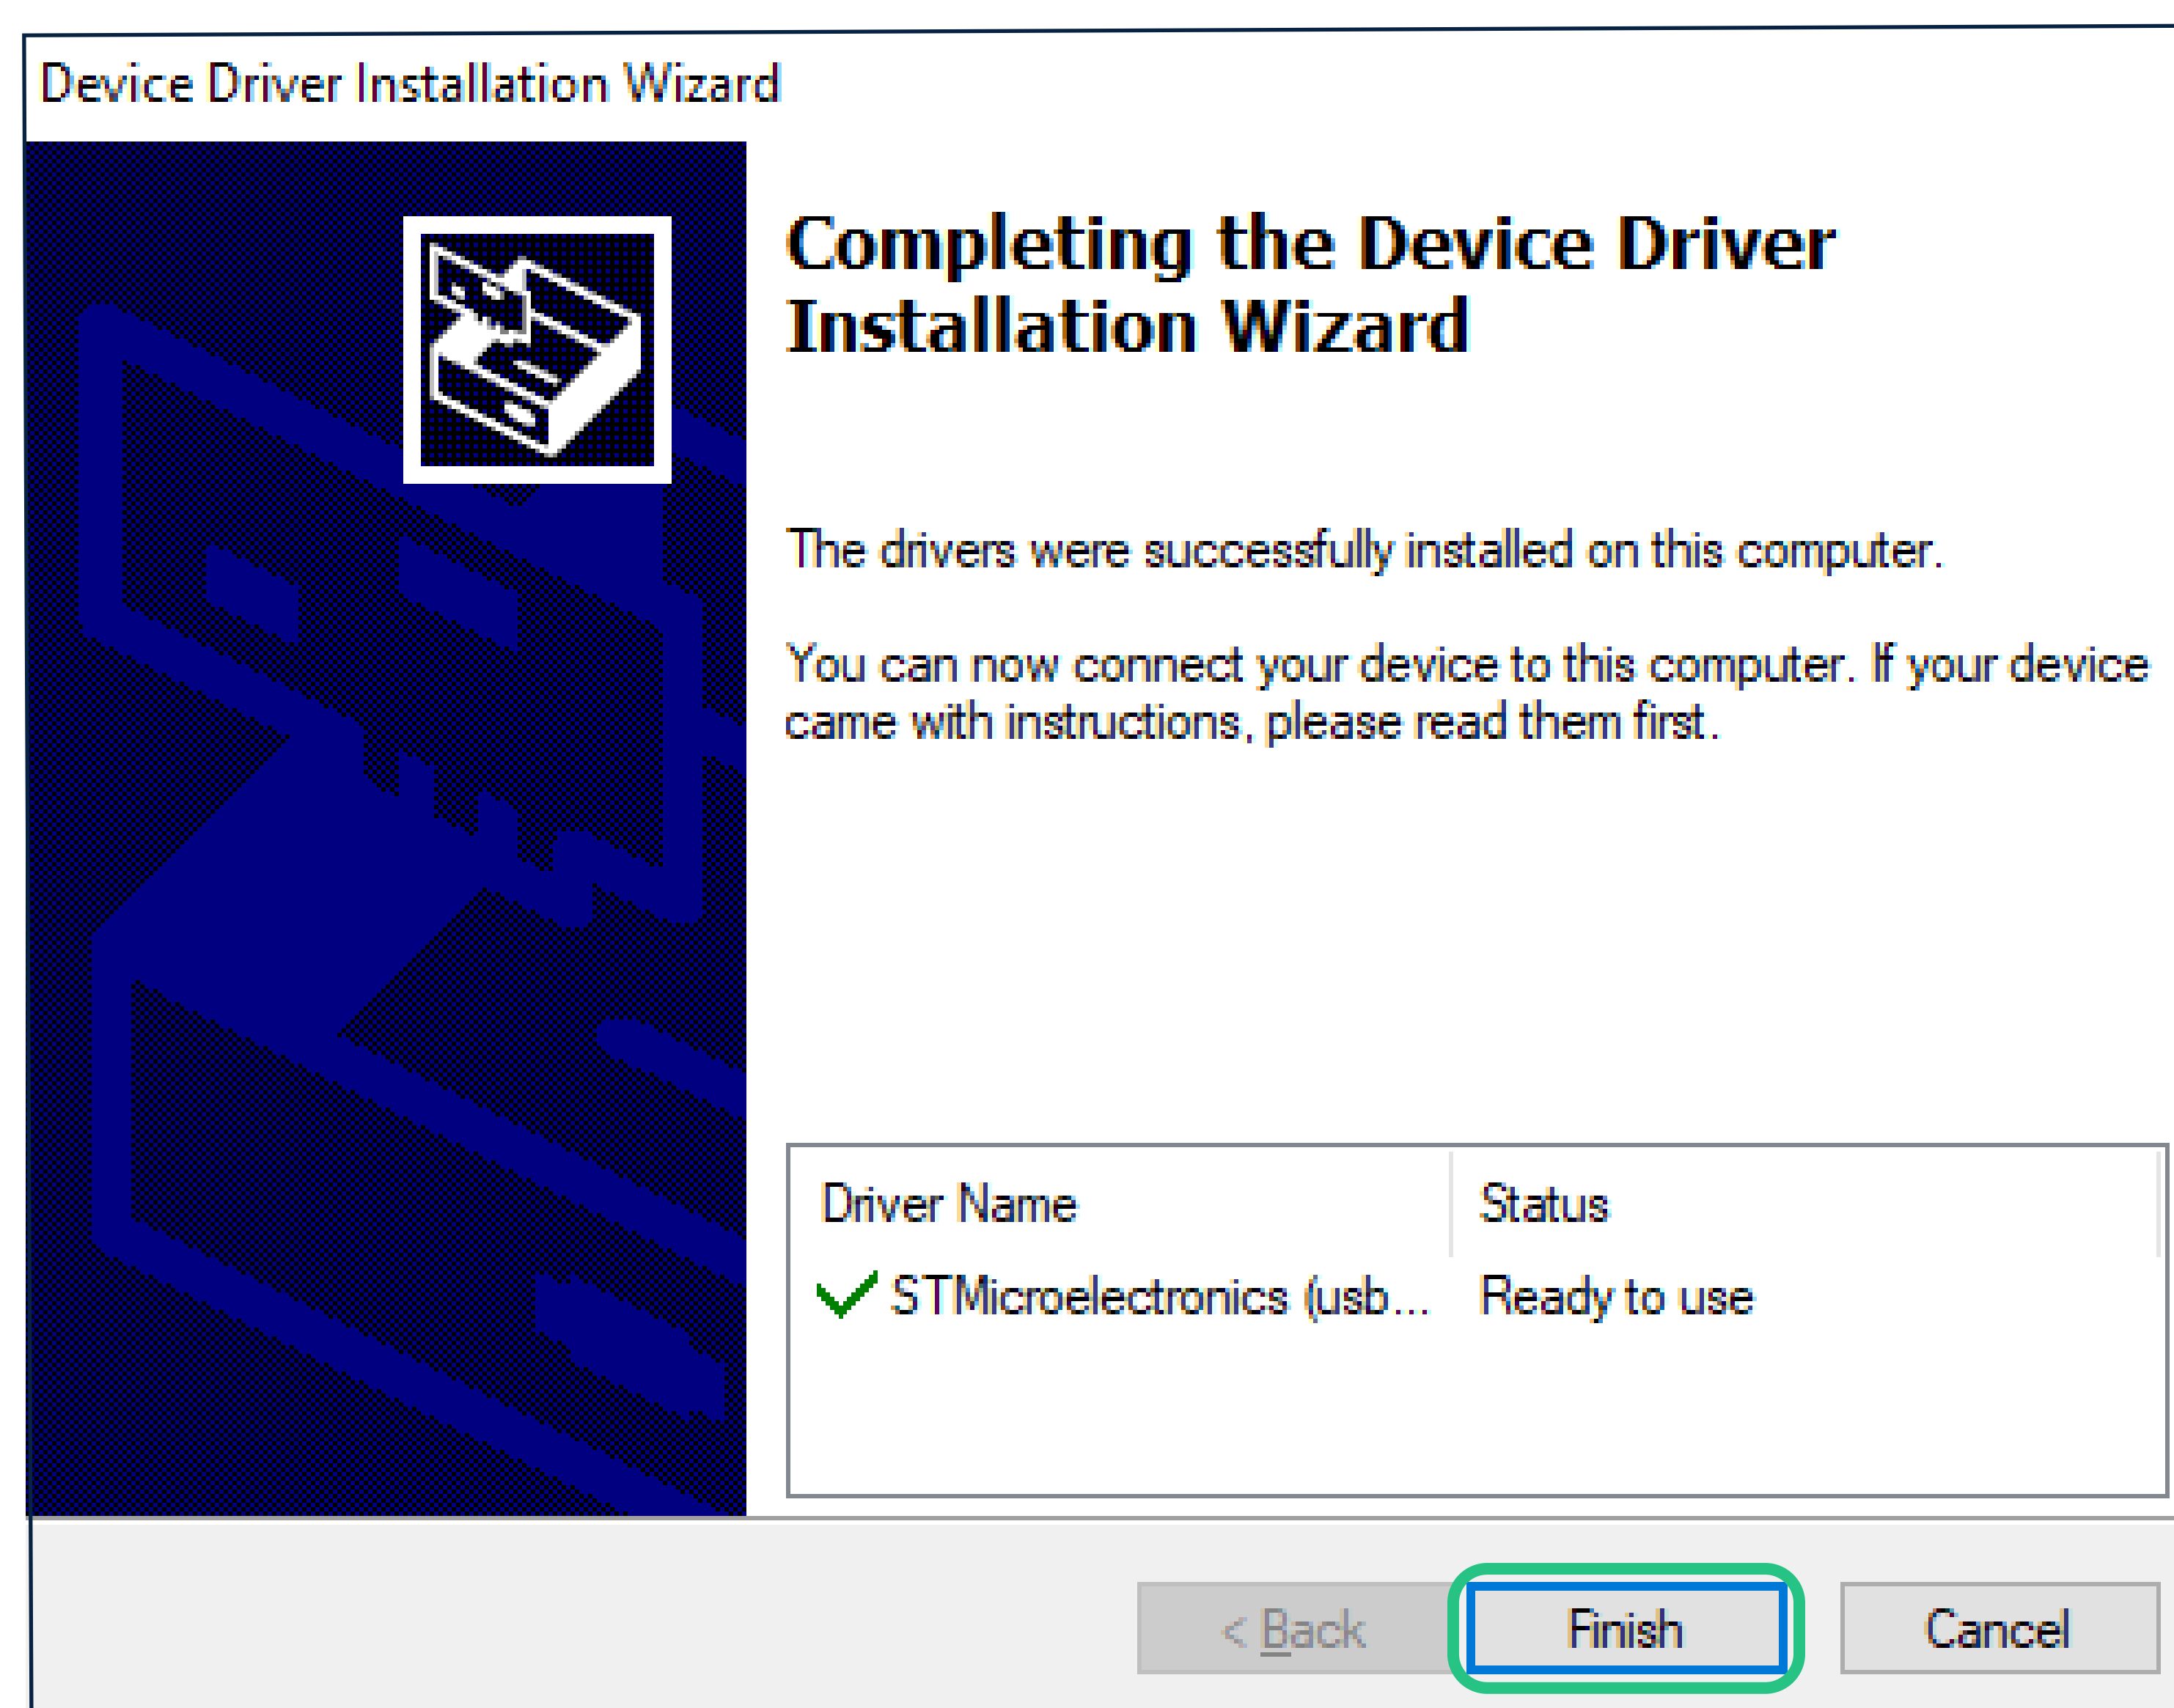 Device Driver Installation Wizard
Completing the Device Driver
Installation Wizard
The drivers were successfully installed on this computer.
You can now connect your device to this computer. If your device
came with instructions, please read them first.
Driver Name Status
STMicroelectronics (usb... Ready to use
< Back Finish Cancel